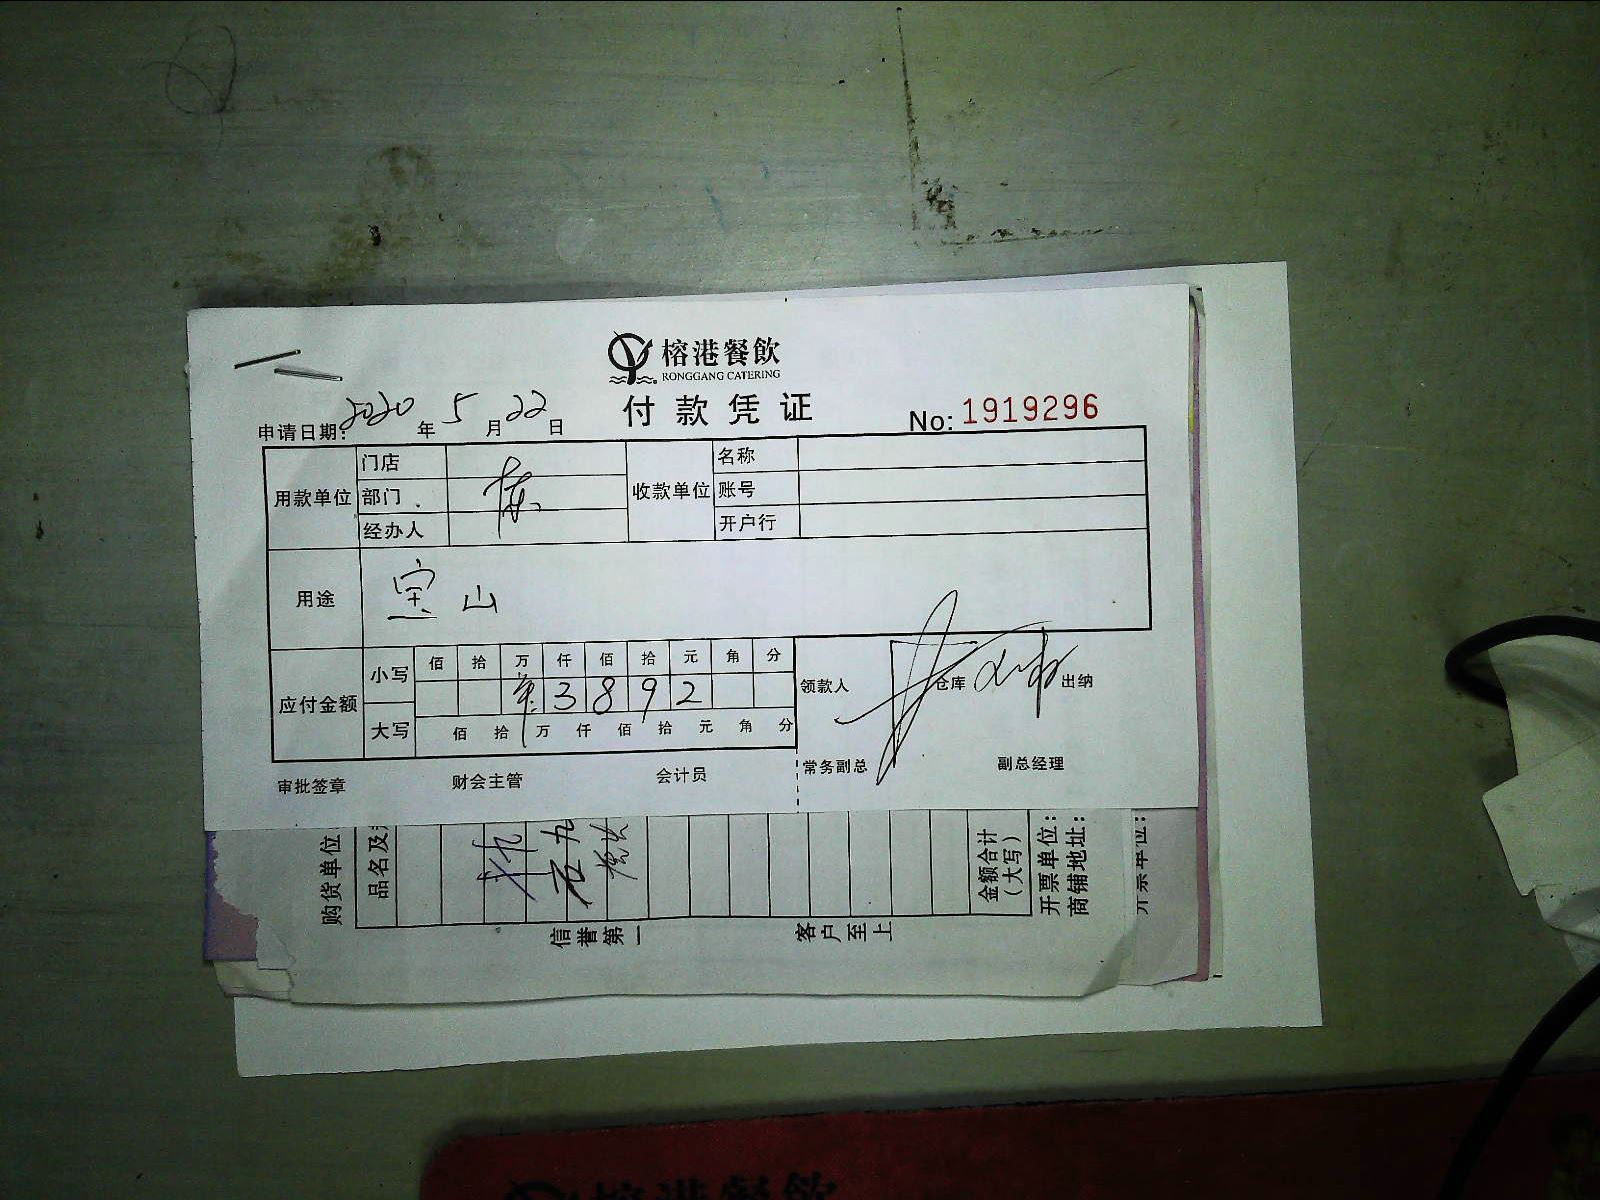 榕港餐飲
RONGGANG CATERING
付款凭证
No: 1919296
申请日期: 2020 年 5 月 22 日
用款单位 门店 收款单位 名称
部门 账号
经办人 开户行
用途 宝山
应付金额 小写 佰 拾 万 仟 佰 拾 元 角 分
3 8 9 2
大写 佰 拾 万 仟 佰 拾 元 角 分
领款人 仓库 出纳
审批签章 财会主管 会计员 常务副总 副总经理
购货单位
品名及
金额合计
(大写)
开票单位:
商铺地址:
信誉第一
客户至上
榕港餐飲